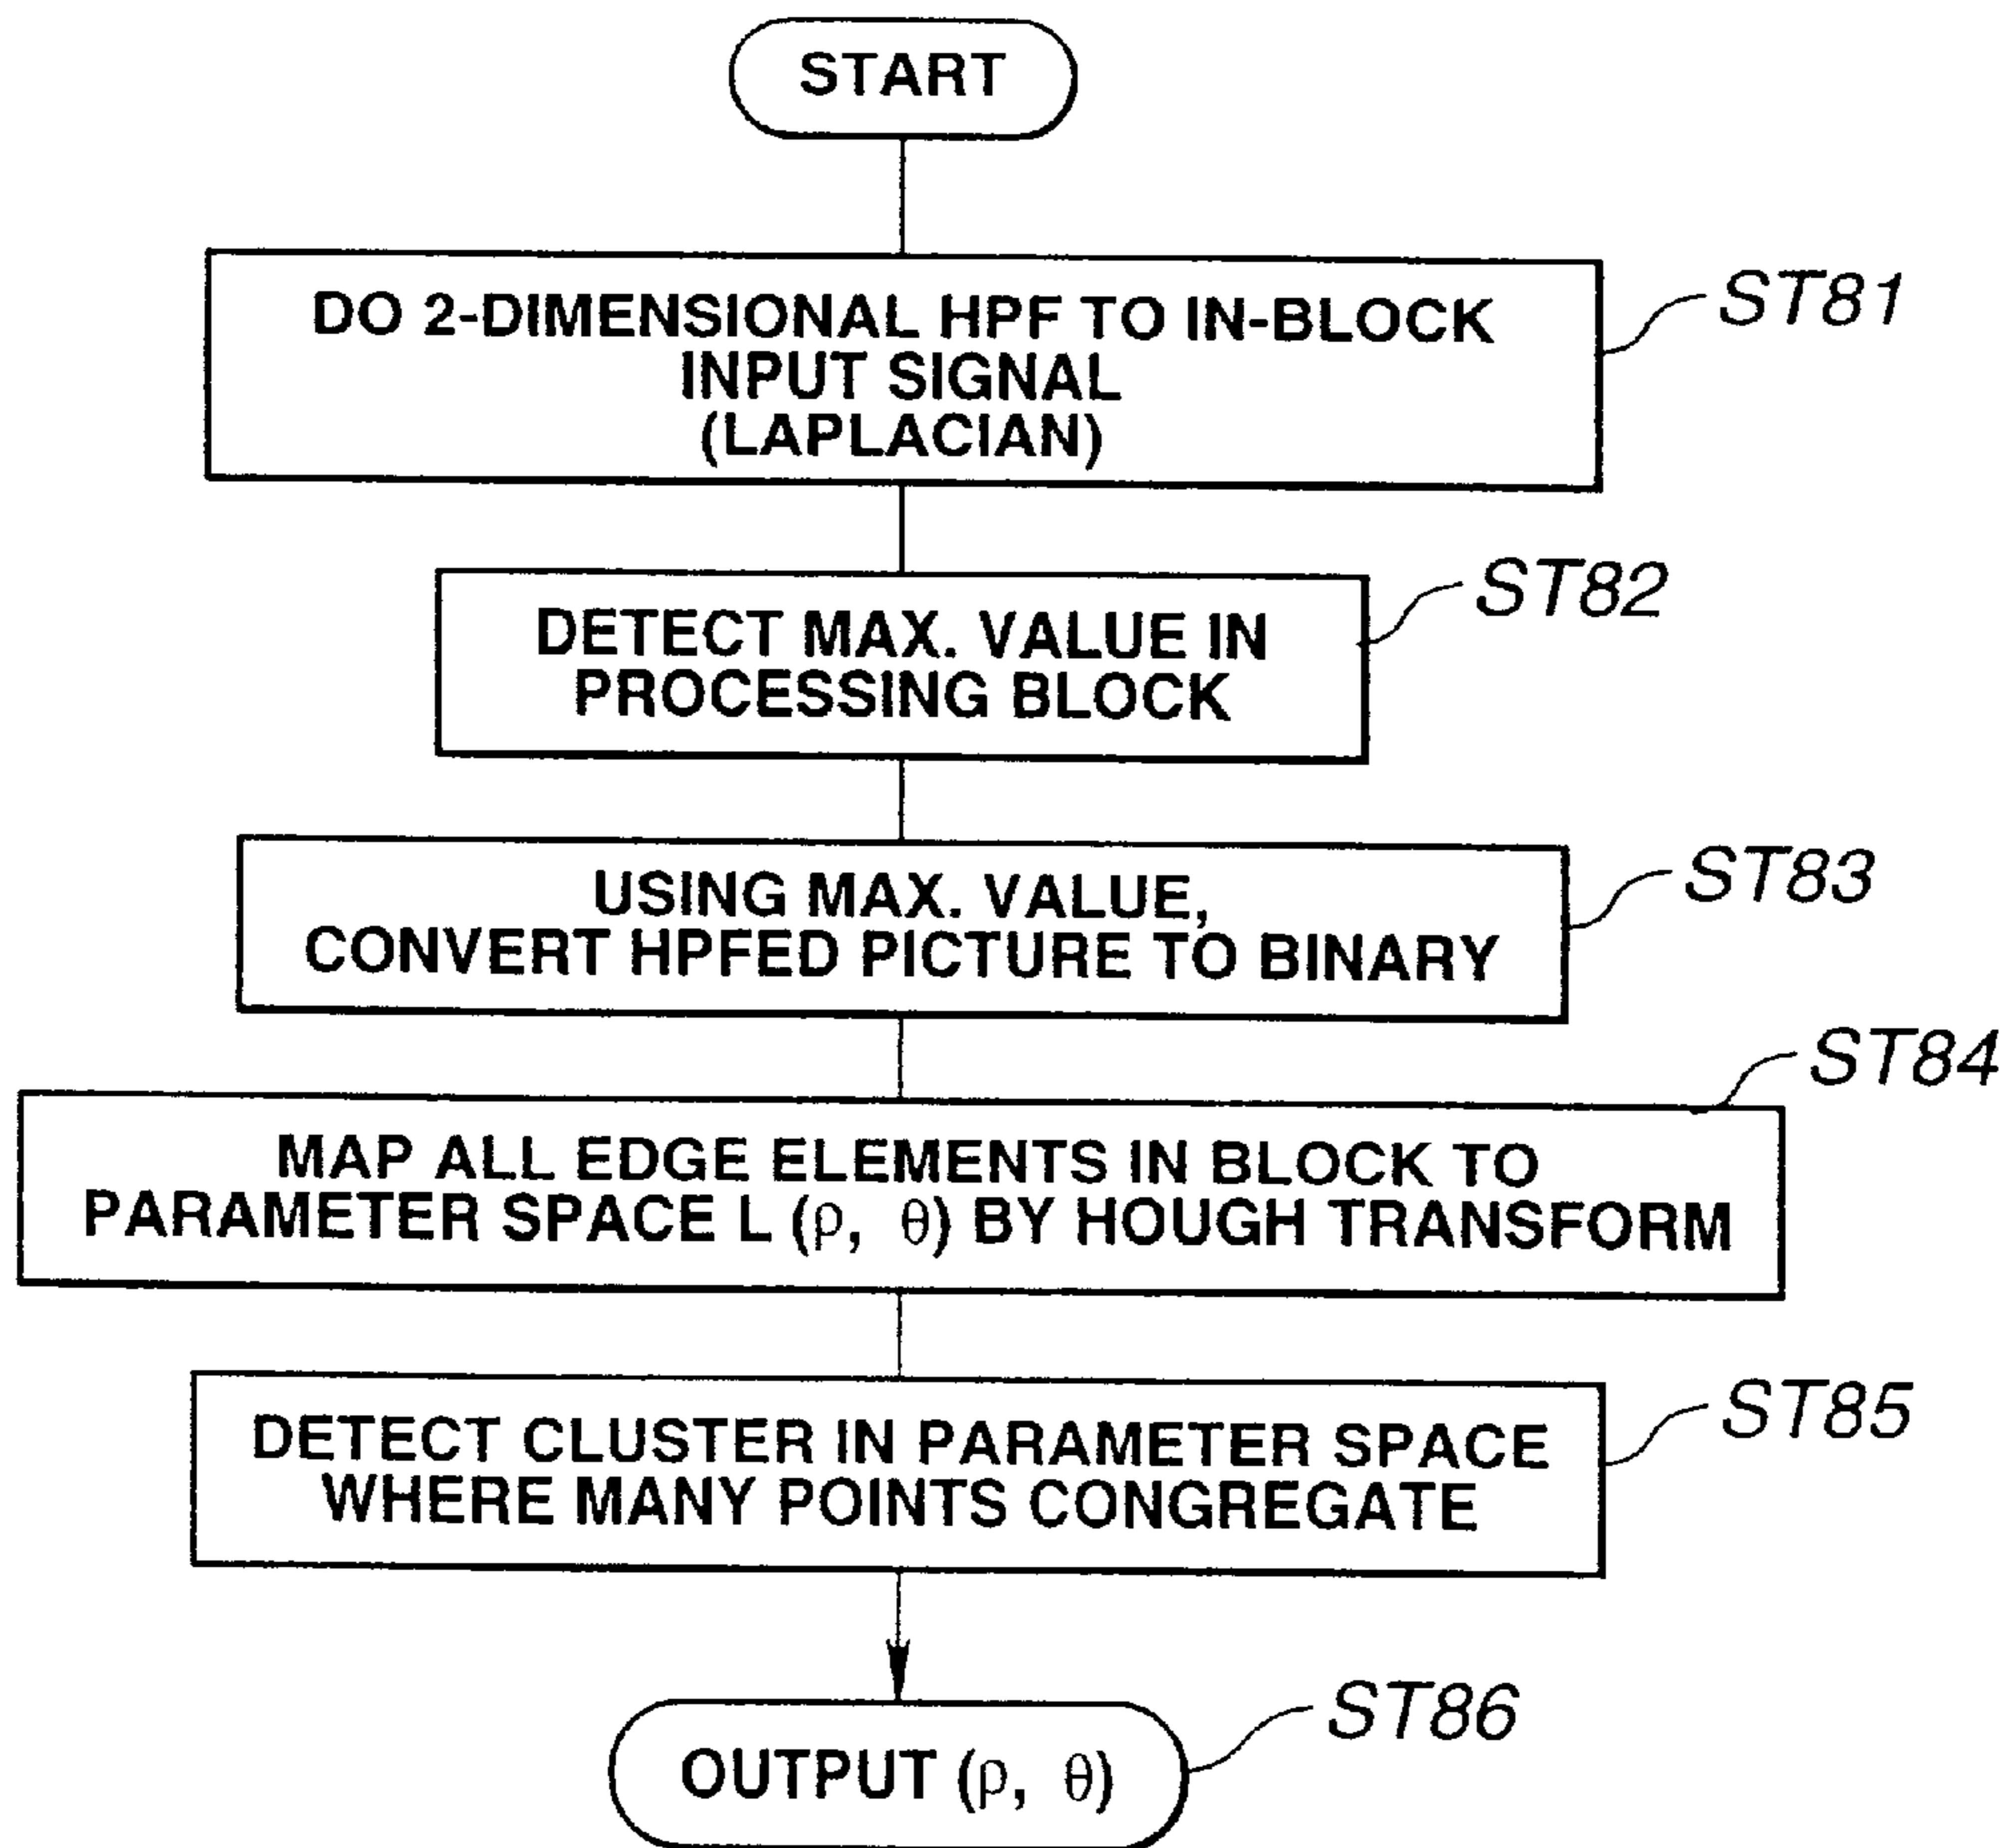 START
DO 2-DIMENSIONAL HPF TO IN-BLOCK
INPUT SIGNAL
(LAPLACIAN)
ST81
DETECT MAX. VALUE IN
PROCESSING BLOCK
ST82
USING MAX. VALUE,
CONVERT HPFED PICTURE TO BINARY
ST83
MAP ALL EDGE ELEMENTS IN BLOCK TO
PARAMETER SPACE L (ρ, θ) BY HOUGH TRANSFORM
ST84
DETECT CLUSTER IN PARAMETER SPACE
WHERE MANY POINTS CONGREGATE
ST85
OUTPUT (ρ, θ)
ST86